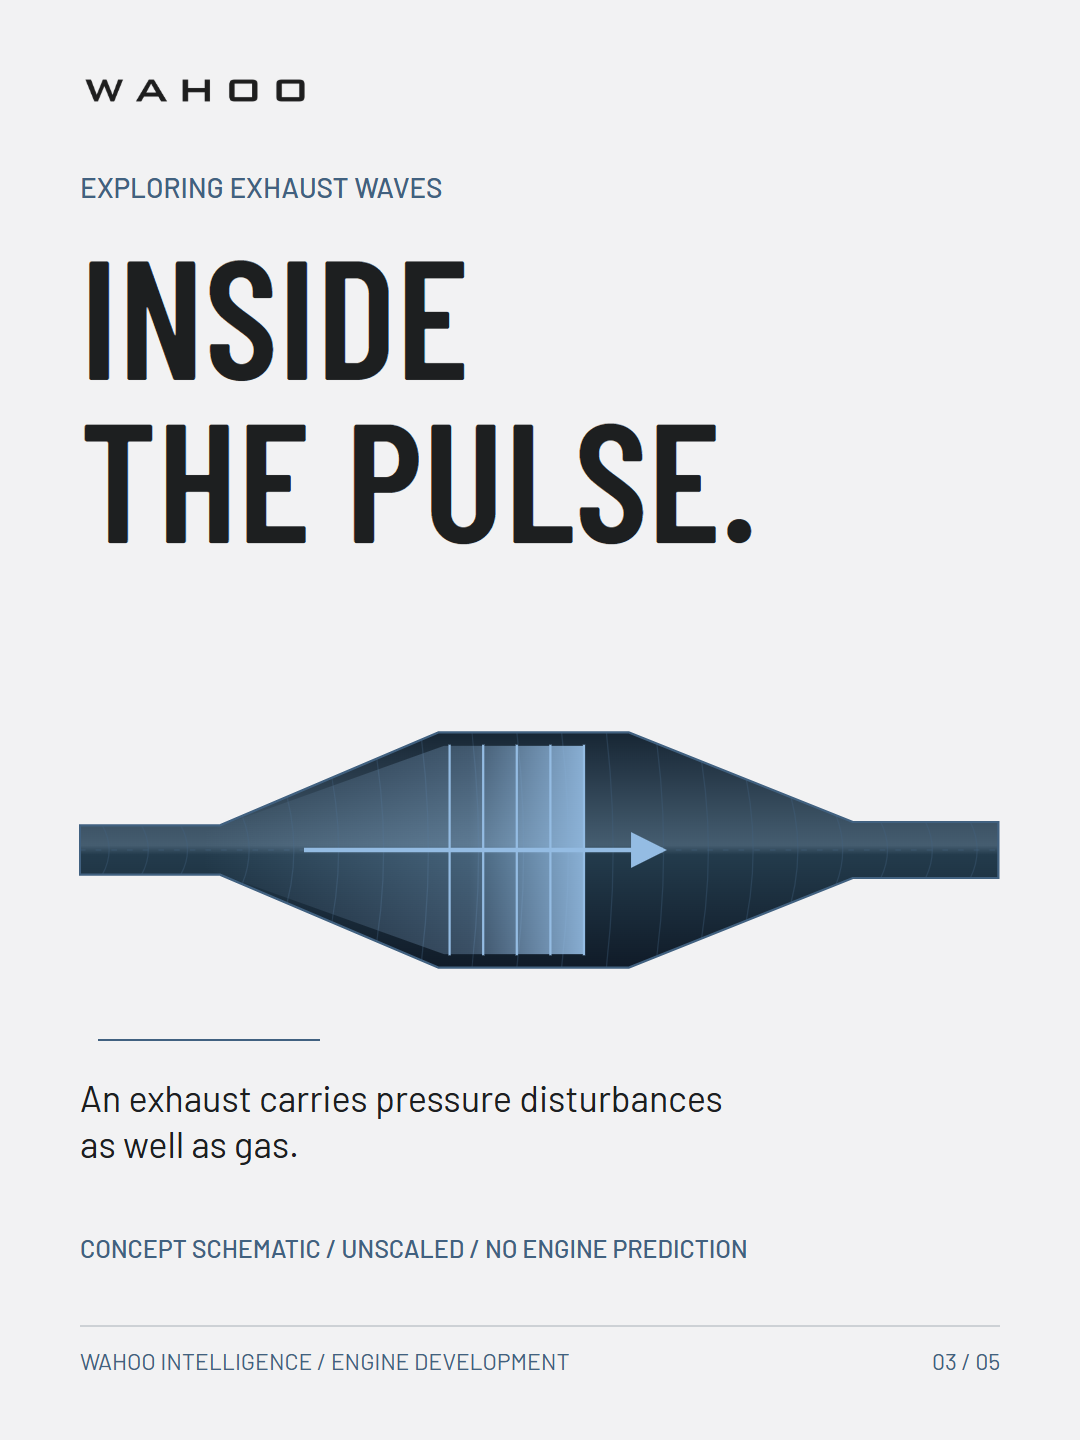 WAHOO
EXPLORING EXHAUST WAVES
INSIDE
THE PULSE.
An exhaust carries pressure disturbances
as well as gas.
CONCEPT SCHEMATIC / UNSCALED / NO ENGINE PREDICTION
WAHOO INTELLIGENCE / ENGINE DEVELOPMENT
03 / 05